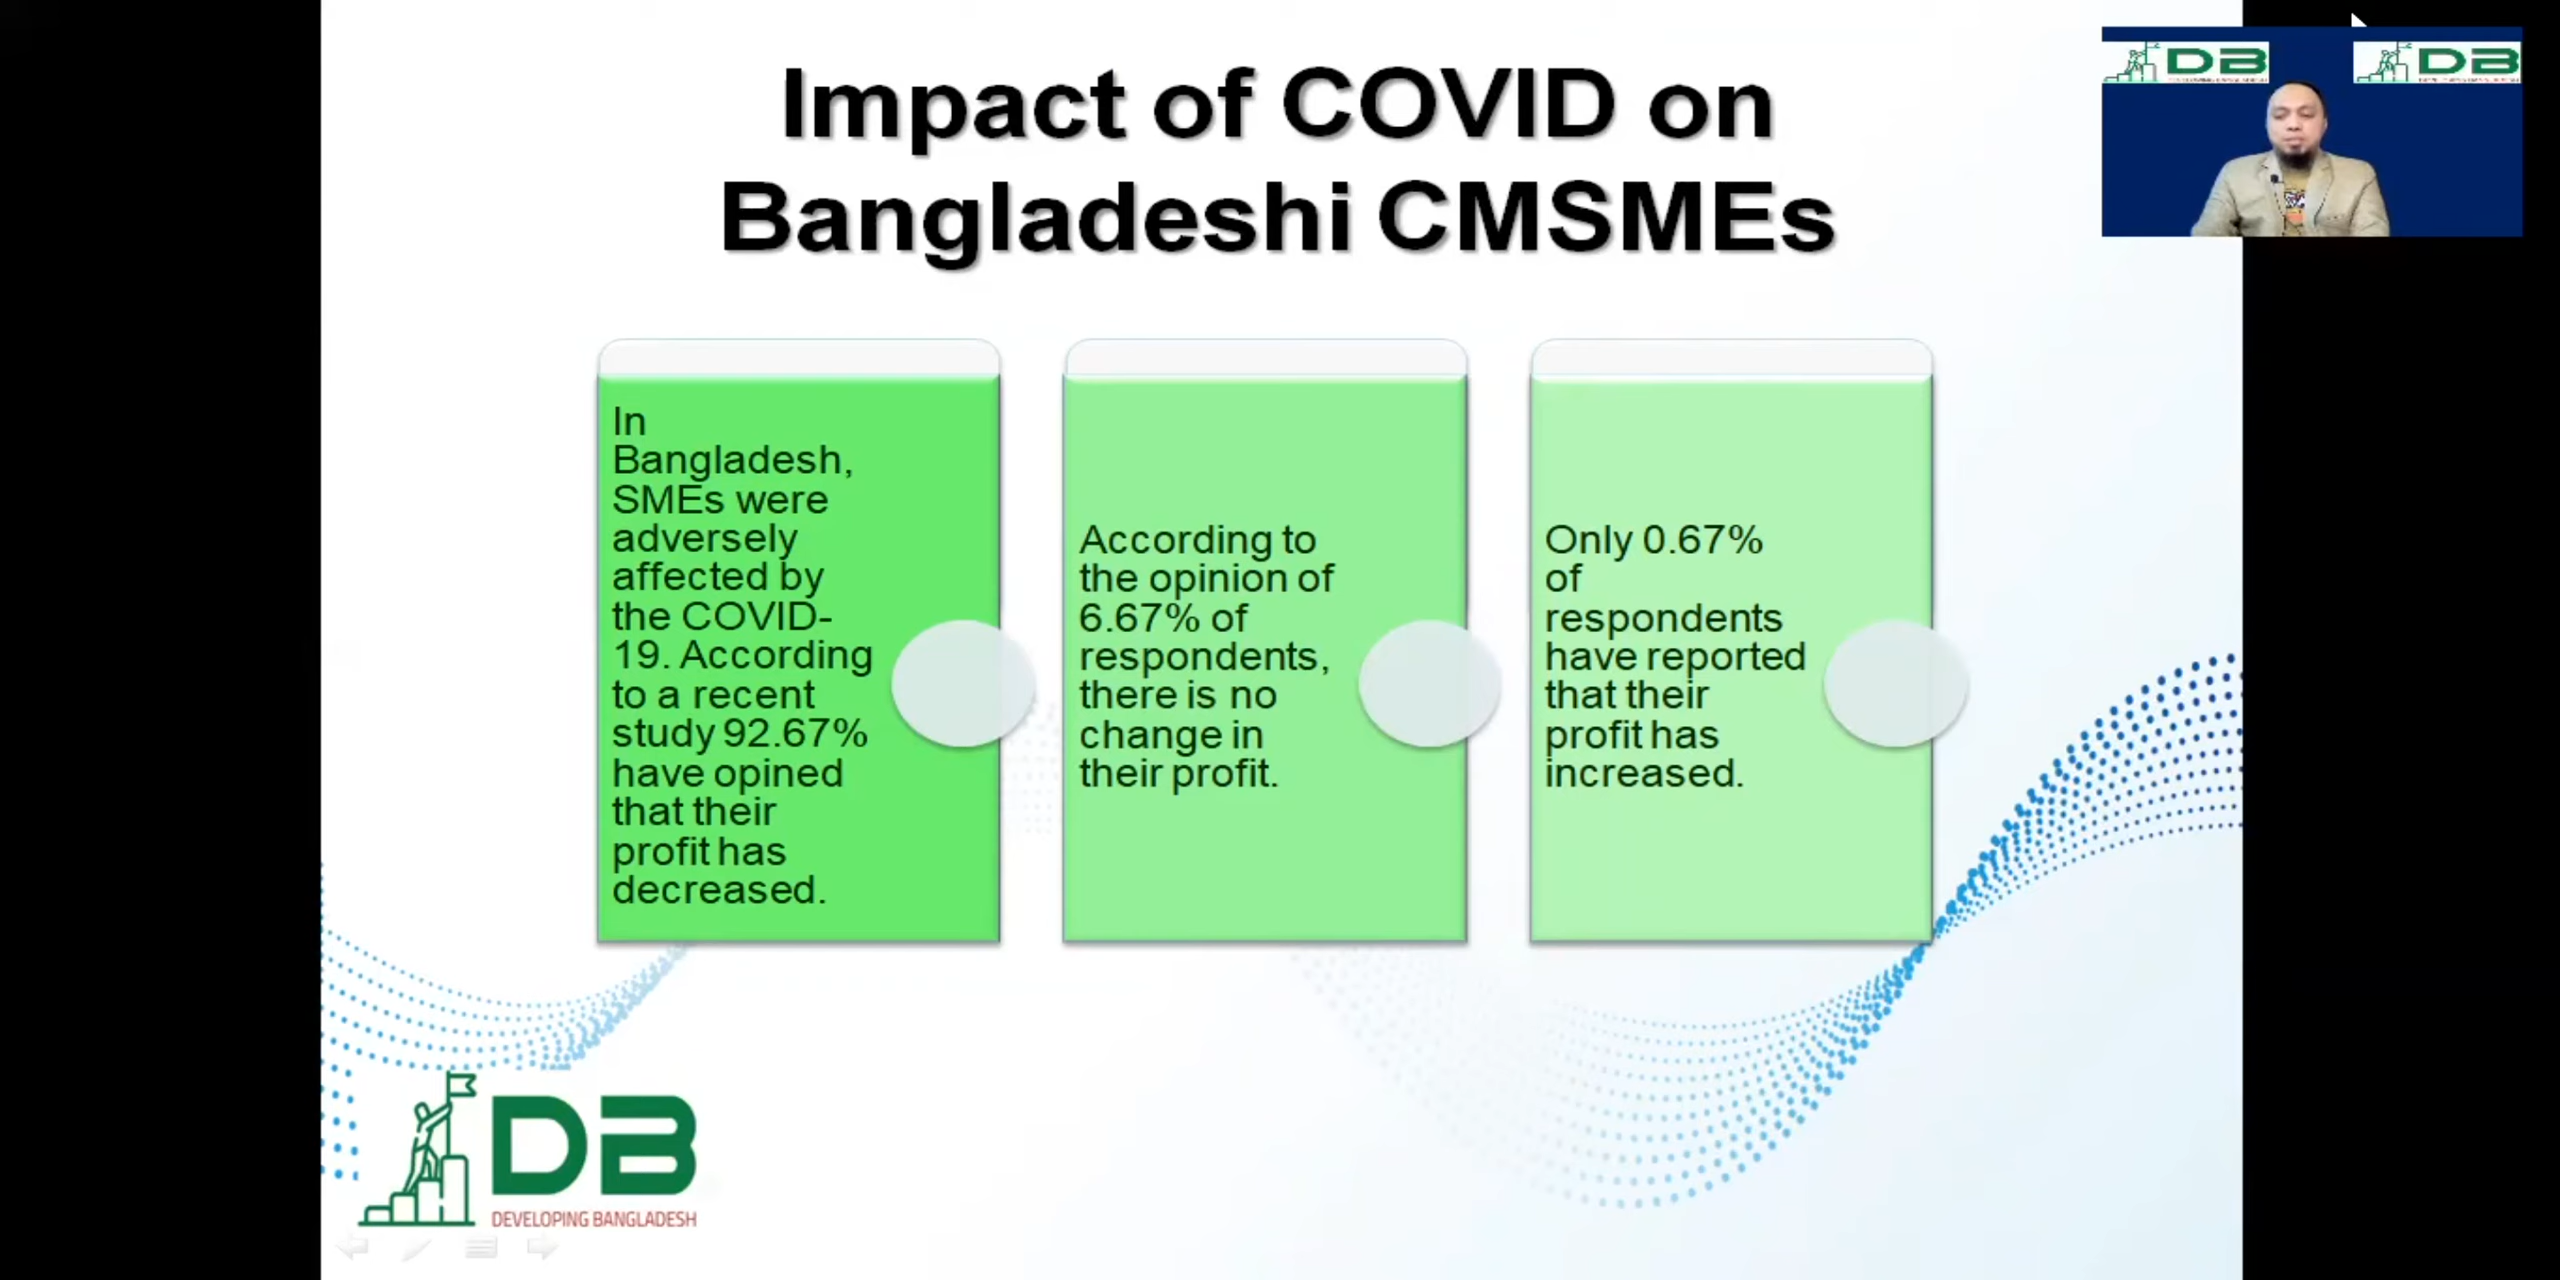 Impact of COVID on
Bangladeshi CMSMEs
In
Bangladesh,
SMEs were
adversely
affected by
the COVID-
19. According
to a recent
study 92.67%
have opined
that their
profit has
decreased.
According to
the opinion of
6.67% of
respondents,
there is no
change in
their profit.
Only 0.67%
of
respondents
have reported
that their
profit has
increased.
DB
DEVELOPING BANGLADESH
DB
DB